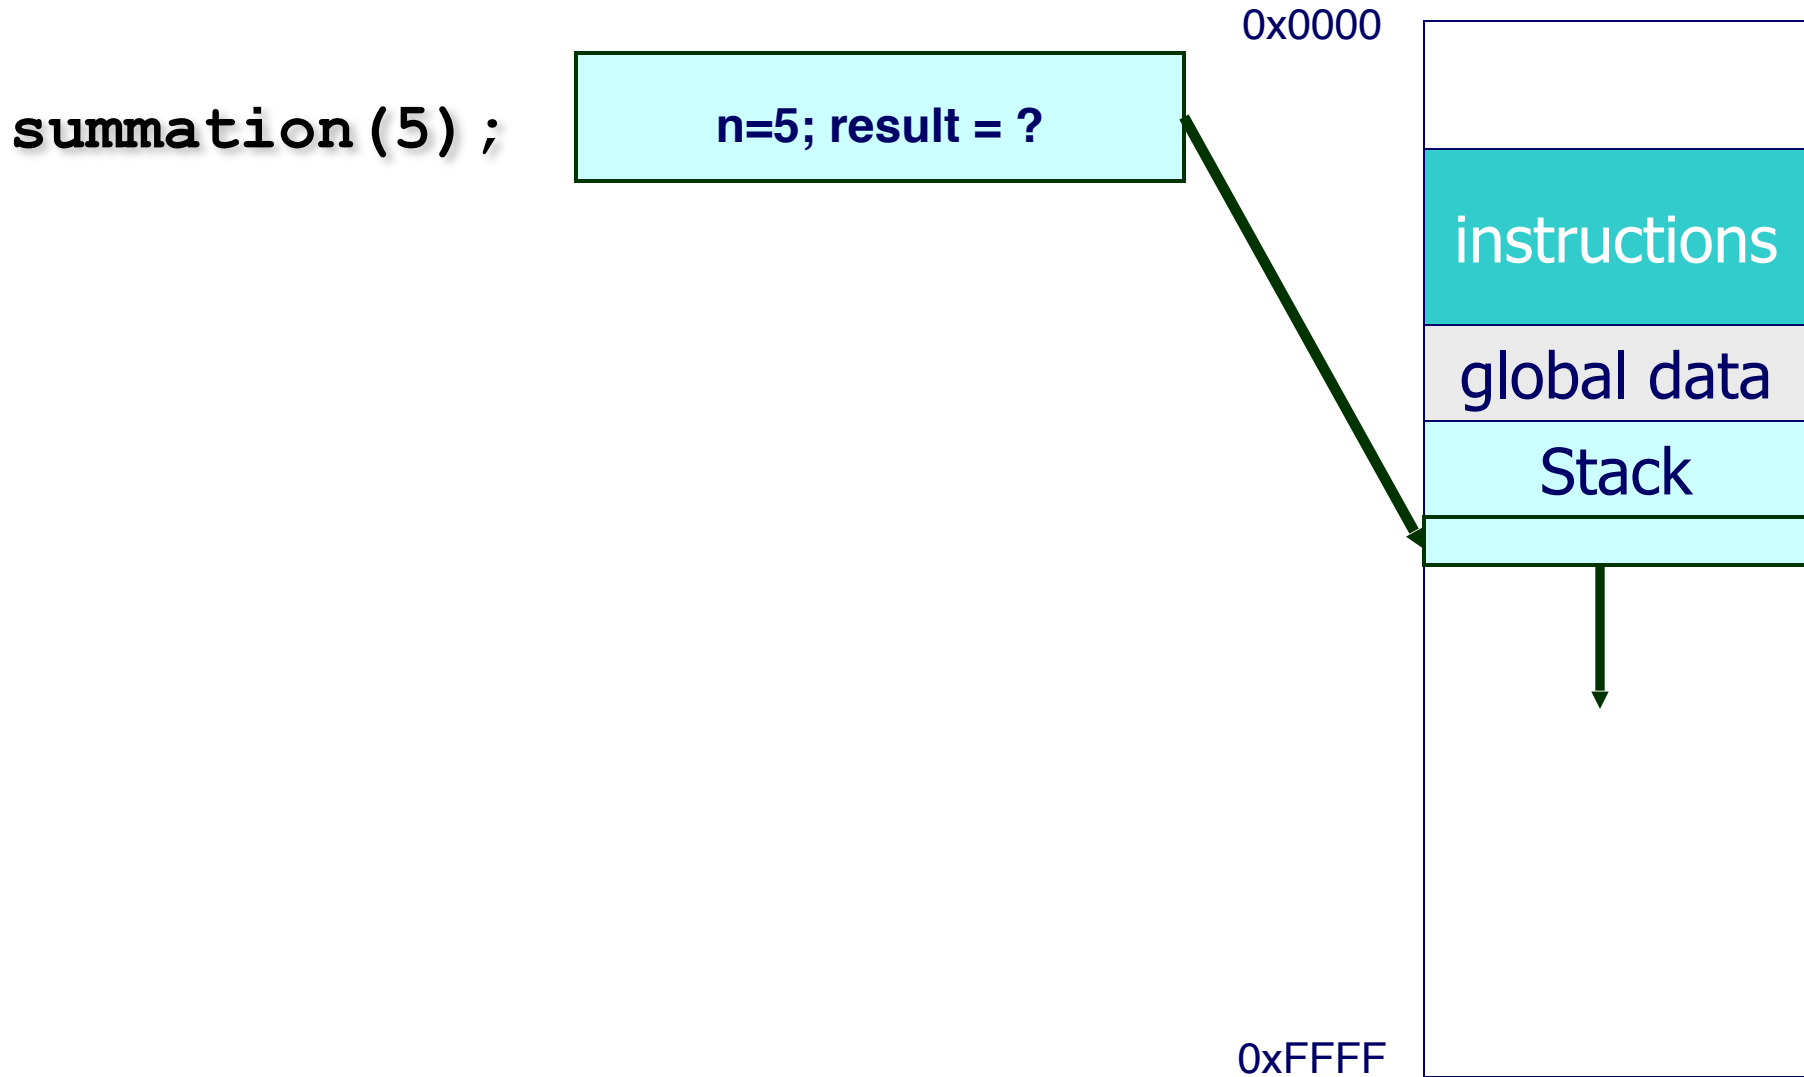 0x0000
summation(5);
n=5; result = ?
instructions
global data
Stack
0xFFFF